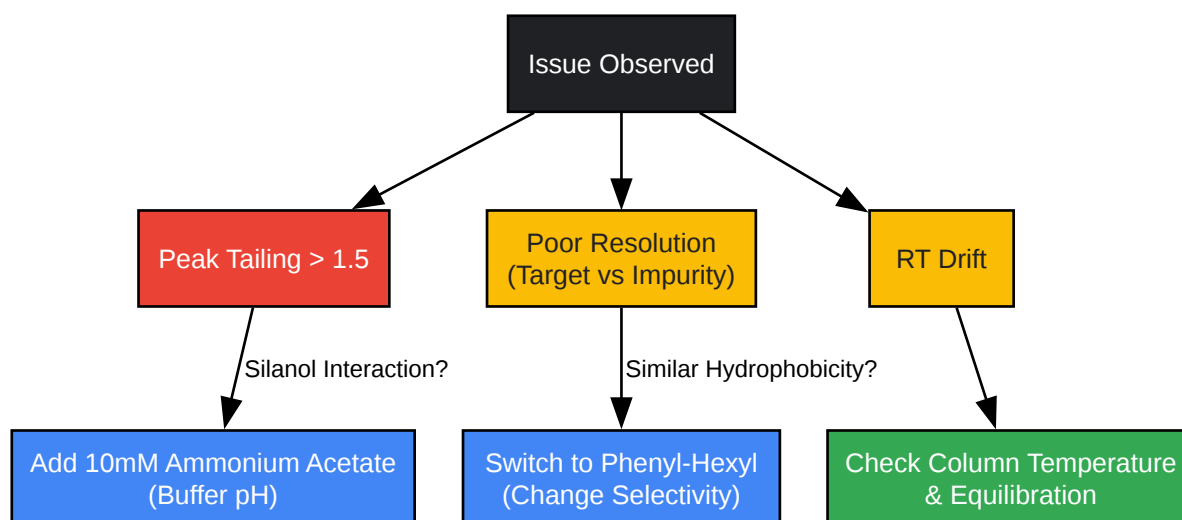 Issue Observed
Peak Tailing > 1.5
Poor Resolution
(Target vs Impurity)
RT Drift
Silanol Interaction?
Similar Hydrophobicity?
Add 10mM Ammonium Acetate
(Buffer pH)
Switch to Phenyl-Hexyl
(Change Selectivity)
Check Column Temperature
& Equilibration